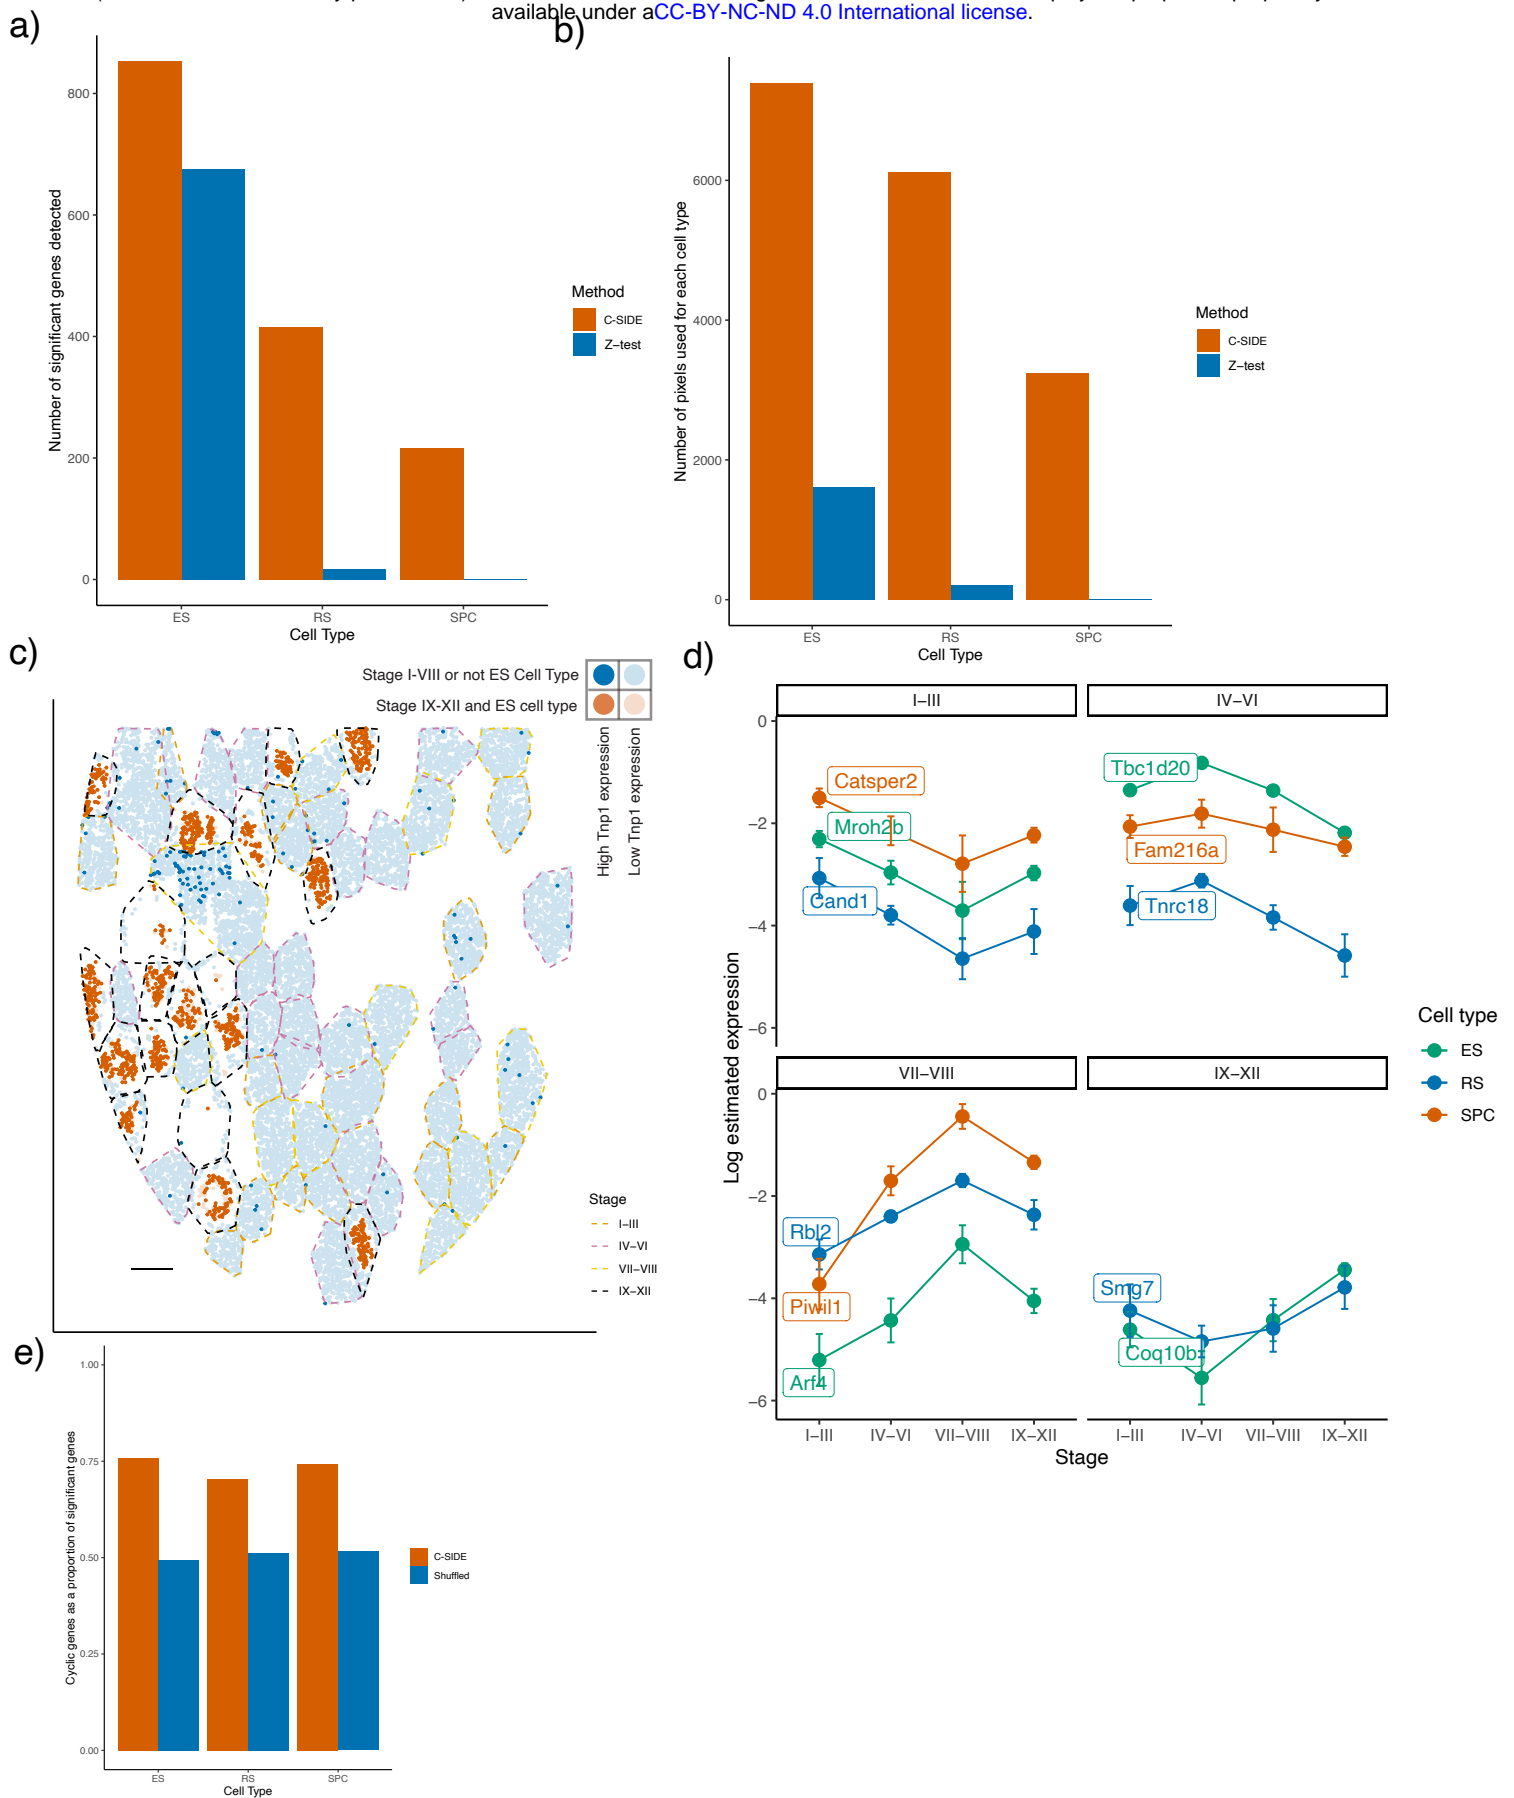 available under aCC-BY-NC-ND 4.0 International license.
a)
Number of significant genes detected
800
600
400
200
0
ES
RS
SPC
Cell Type
Method
C-SIDE
Z-test
b)
Number of pixels used for each cell type
6000
4000
2000
0
ES
RS
SPC
Cell Type
Method
C-SIDE
Z-test
c)
Stage I-VIII or not ES Cell Type
Stage IX-XII and ES cell type
High Tnp1 expression
Low Tnp1 expression
Stage
I-III
IV-VI
VII-VIII
IX-XII
d)
Log estimated expression
I-III
IV-VI
0
-2
-4
-6
Catsper2
Mroh2b
Cand1
Tbc1d20
Fam216a
Tnrc18
VII-VIII
IX-XII
0
-2
-4
-6
Rbl2
Piwil1
Arf4
Smg7
Coq10b
I-III
IV-VI
VII-VIII
IX-XII
I-III
IV-VI
VII-VIII
IX-XII
Stage
Cell type
ES
RS
SPC
e)
Cyclic genes as a proportion of significant genes
1.00
0.75
0.50
0.25
0.00
ES
RS
SPC
Cell Type
C-SIDE
Shuffled